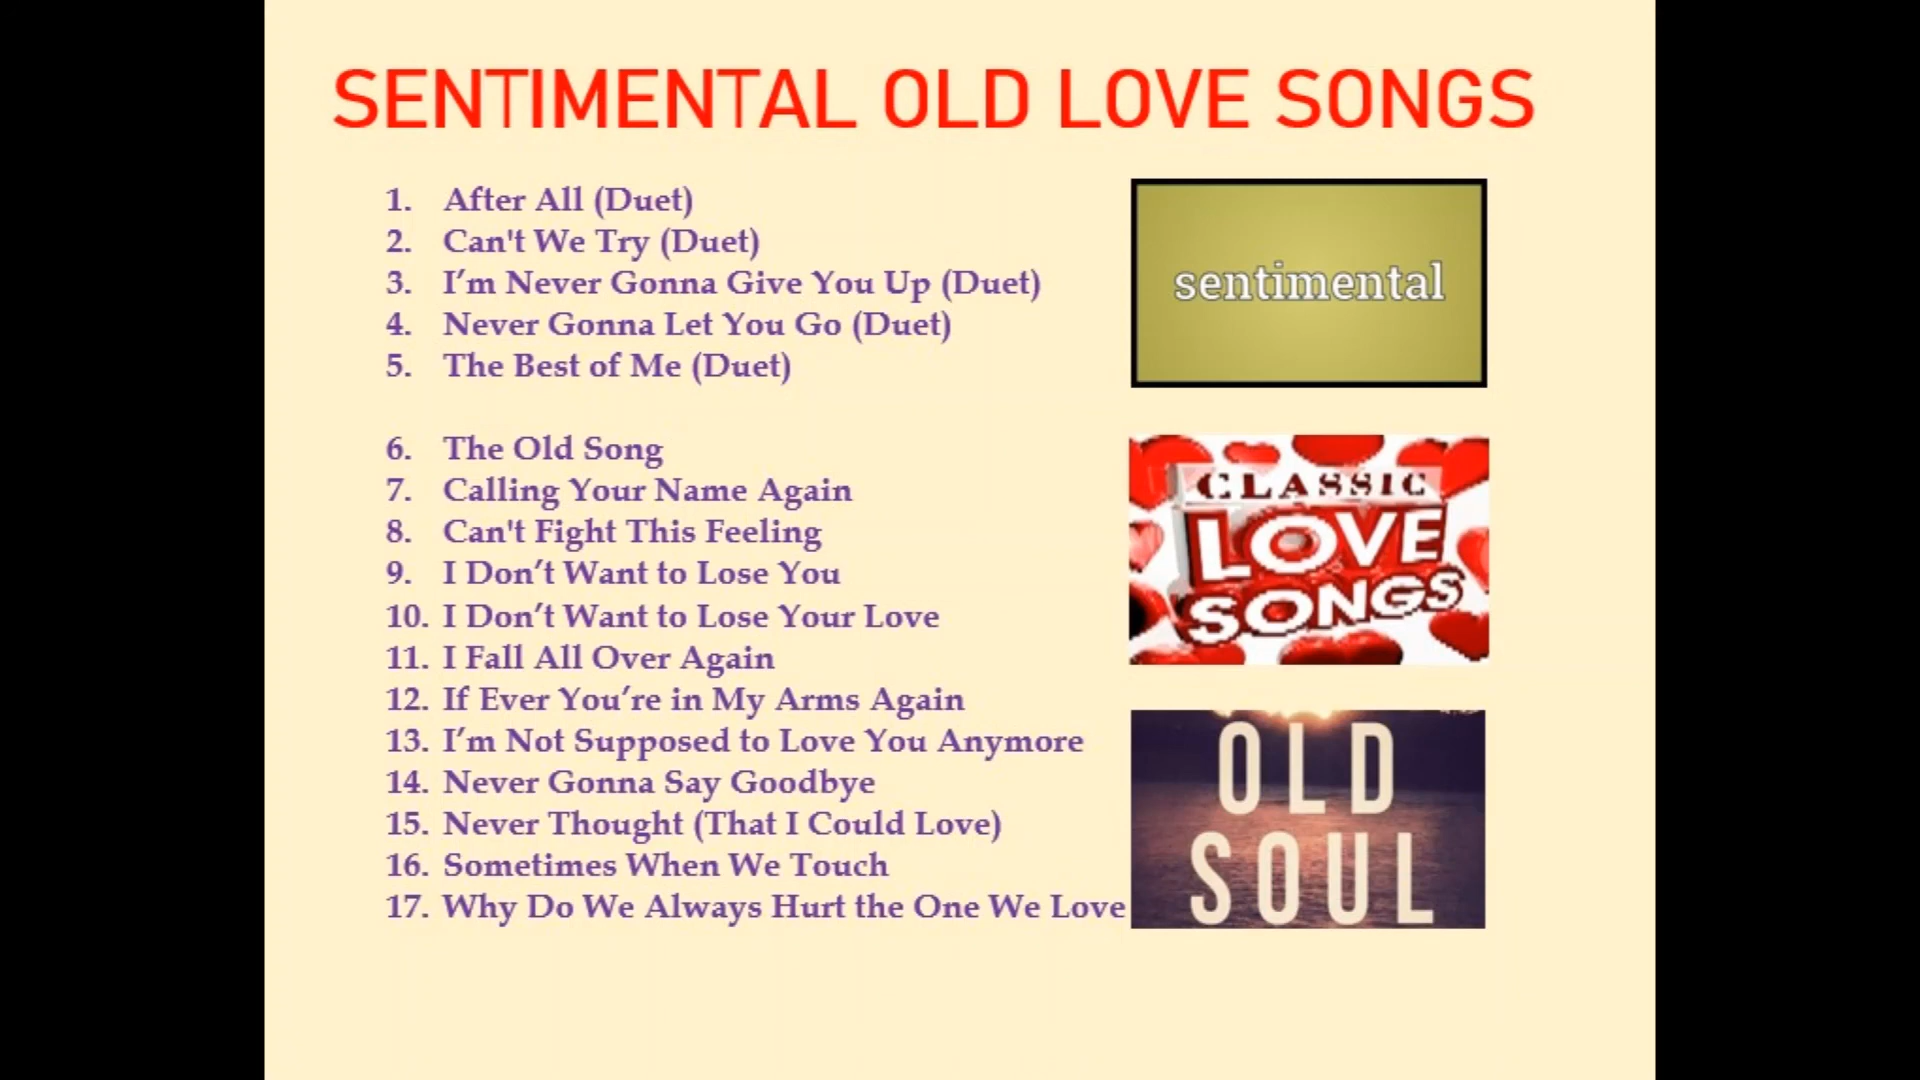 SENTIMENTAL OLD LOVE SONGS
1. After All (Duet)
2. Can't We Try (Duet)
3. I’m Never Gonna Give You Up (Duet)
4. Never Gonna Let You Go (Duet)
5. The Best of Me (Duet)
6. The Old Song
7. Calling Your Name Again
8. Can't Fight This Feeling
9. I Don’t Want to Lose You
10. I Don’t Want to Lose Your Love
11. I Fall All Over Again
12. If Ever You’re in My Arms Again
13. I’m Not Supposed to Love You Anymore
14. Never Gonna Say Goodbye
15. Never Thought (That I Could Love)
16. Sometimes When We Touch
17. Why Do We Always Hurt the One We Love
sentimental
CLASSIC
LOVE
SONGS
OLD
SOUL